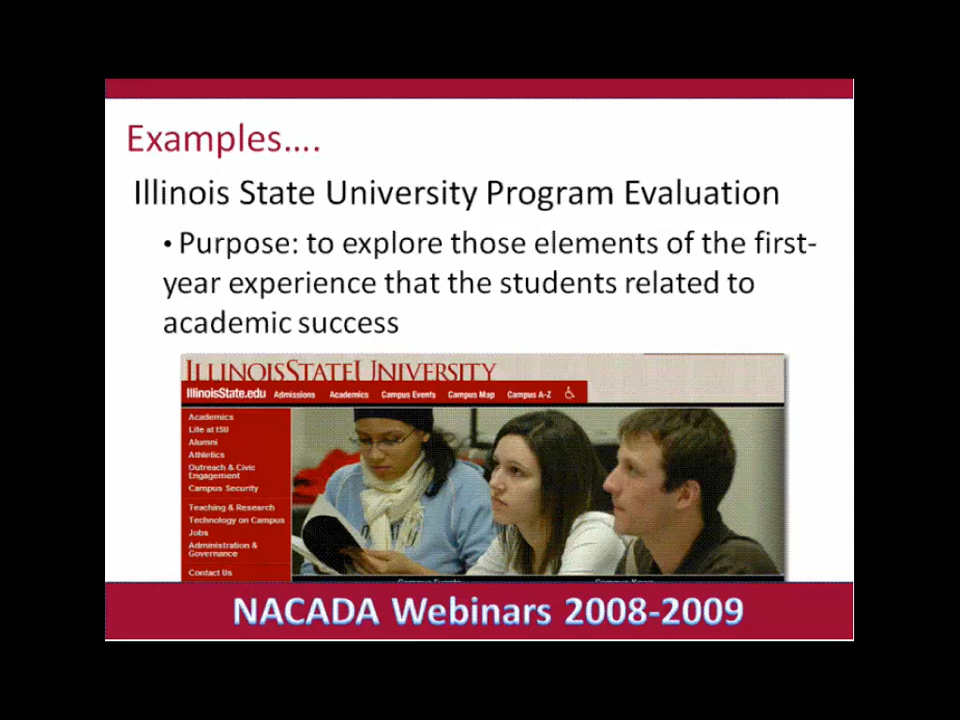 Examples….
Illinois State University Program Evaluation
• Purpose: to explore those elements of the first-
year experience that the students related to
academic success
ILLINOIS STATE UNIVERSITY
IllinoisState.edu Admissions Academics Campus Events Campus Map Campus A-Z
Academics
Life at ISU
Alumni
Athletics
Outreach & Civic
Engagement
Campus Security
Teaching & Research
Technology on Campus
Jobs
Administration &
Governance
Contact Us
NACADA Webinars 2008-2009